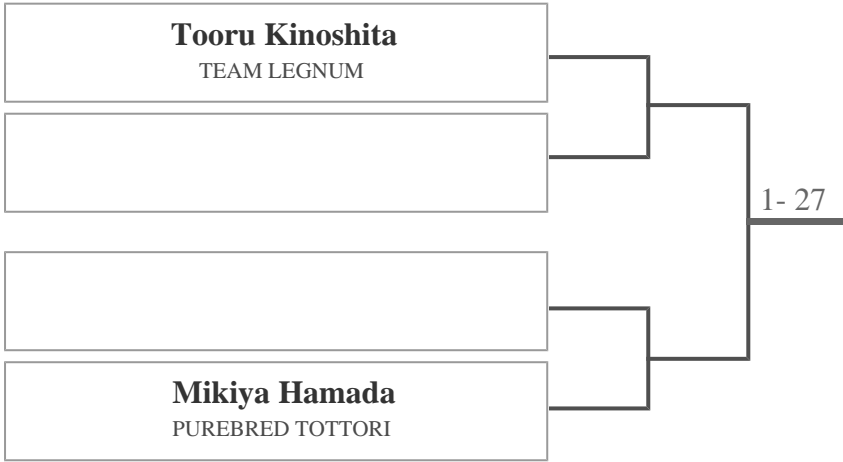 Tooru Kinoshita
TEAM LEGNUM
1- 27
Mikiya Hamada
PUREBRED TOTTORI